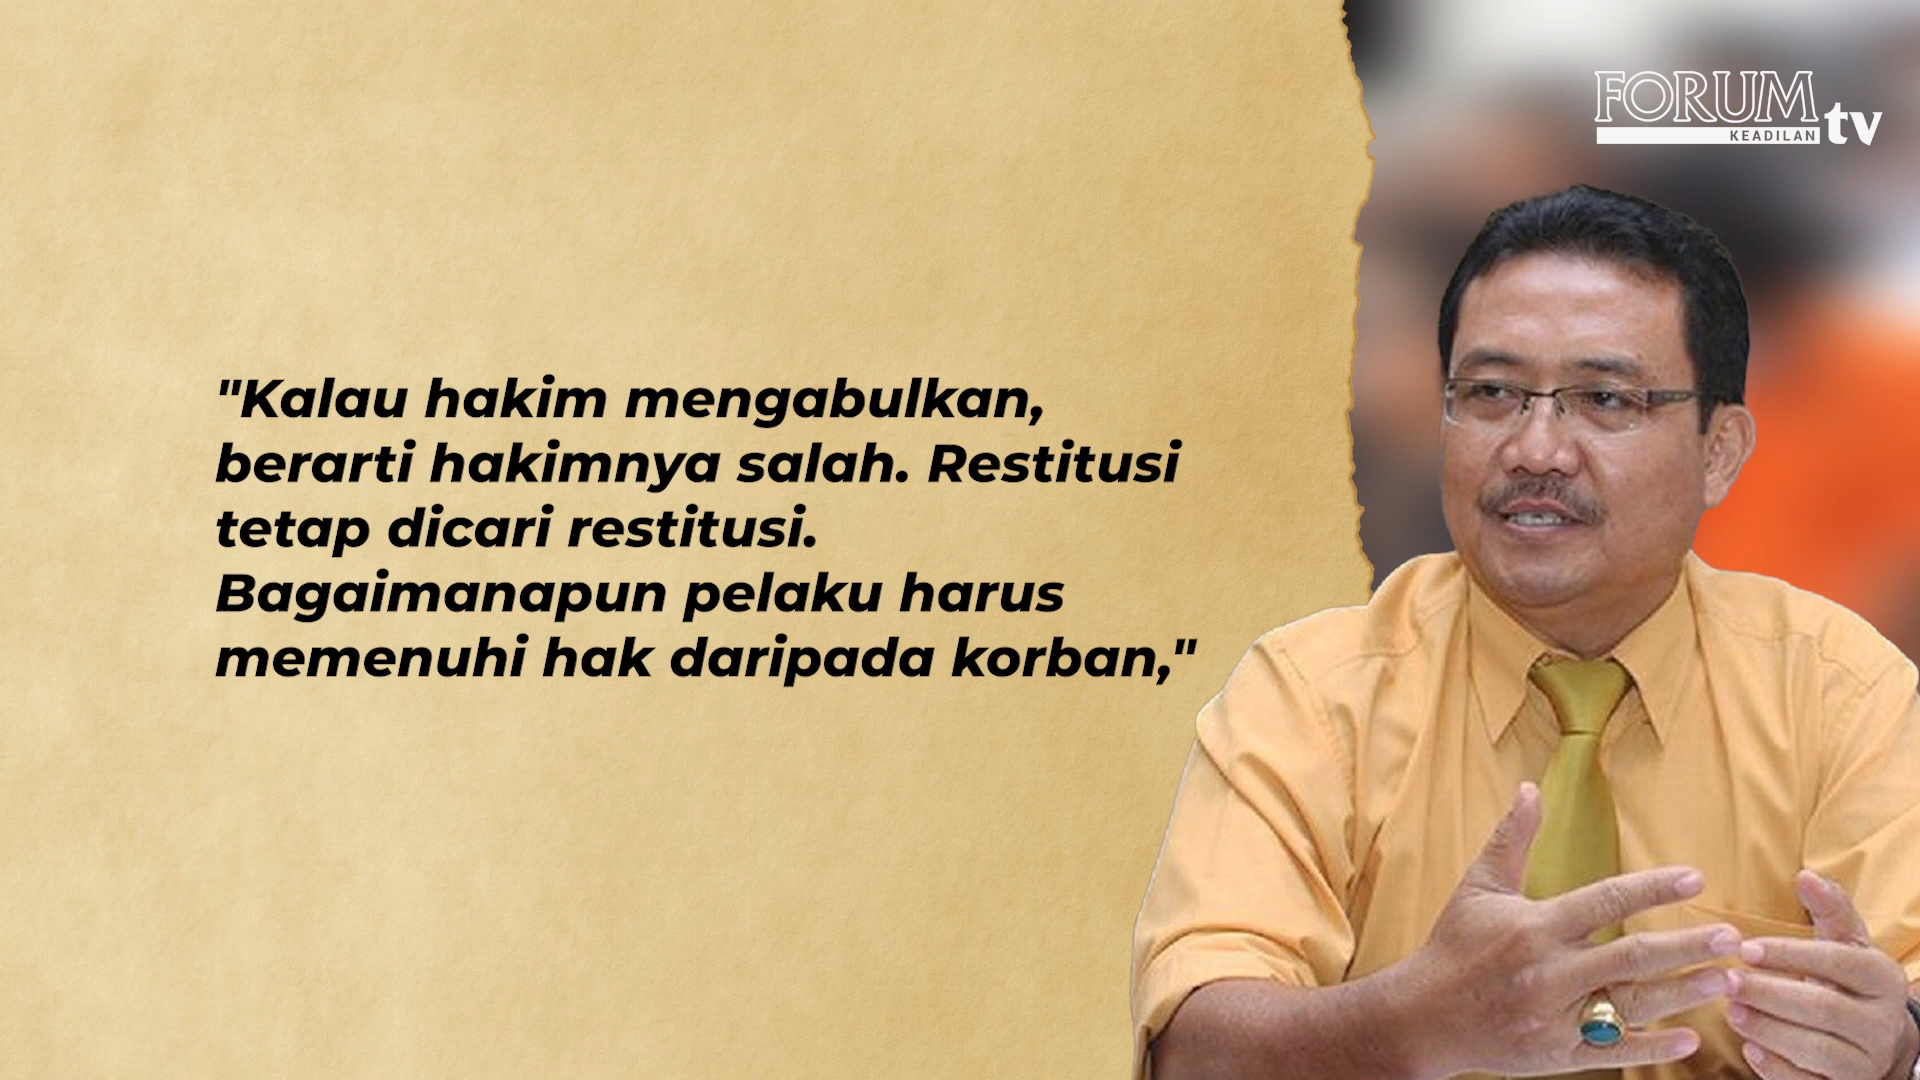 FORUM
KEADILAN
tv
"Kalau hakim mengabulkan,
berarti hakimnya salah. Restitusi
tetap dicari restitusi.
Bagaimanapun pelaku harus
memenuhi hak daripada korban,"